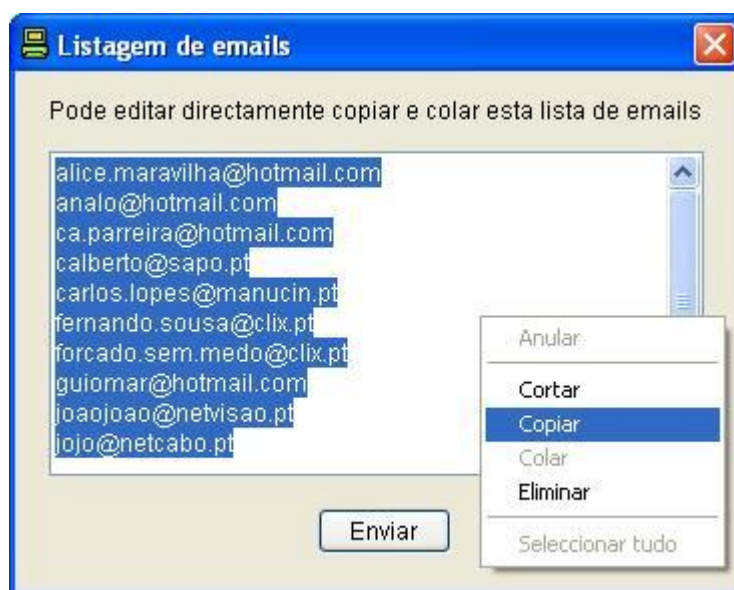 Listagem de emails
Pode editar directamente copiar e colar esta lista de emails
alice.maravilha@hotmail.com
analo@hotmail.com
ca.parreira@hotmail.com
calberto@sapo.pt
carlos.lopes@manucin.pt
fernando.sousa@clix.pt
forcado.sem.medo@clix.pt
guiomar@hotmail.com
joaojoao@netvisao.pt
jojo@netcabo.pt
Anular
Cortar
Copiar
Colar
Eliminar
Seleccionar tudo
Enviar